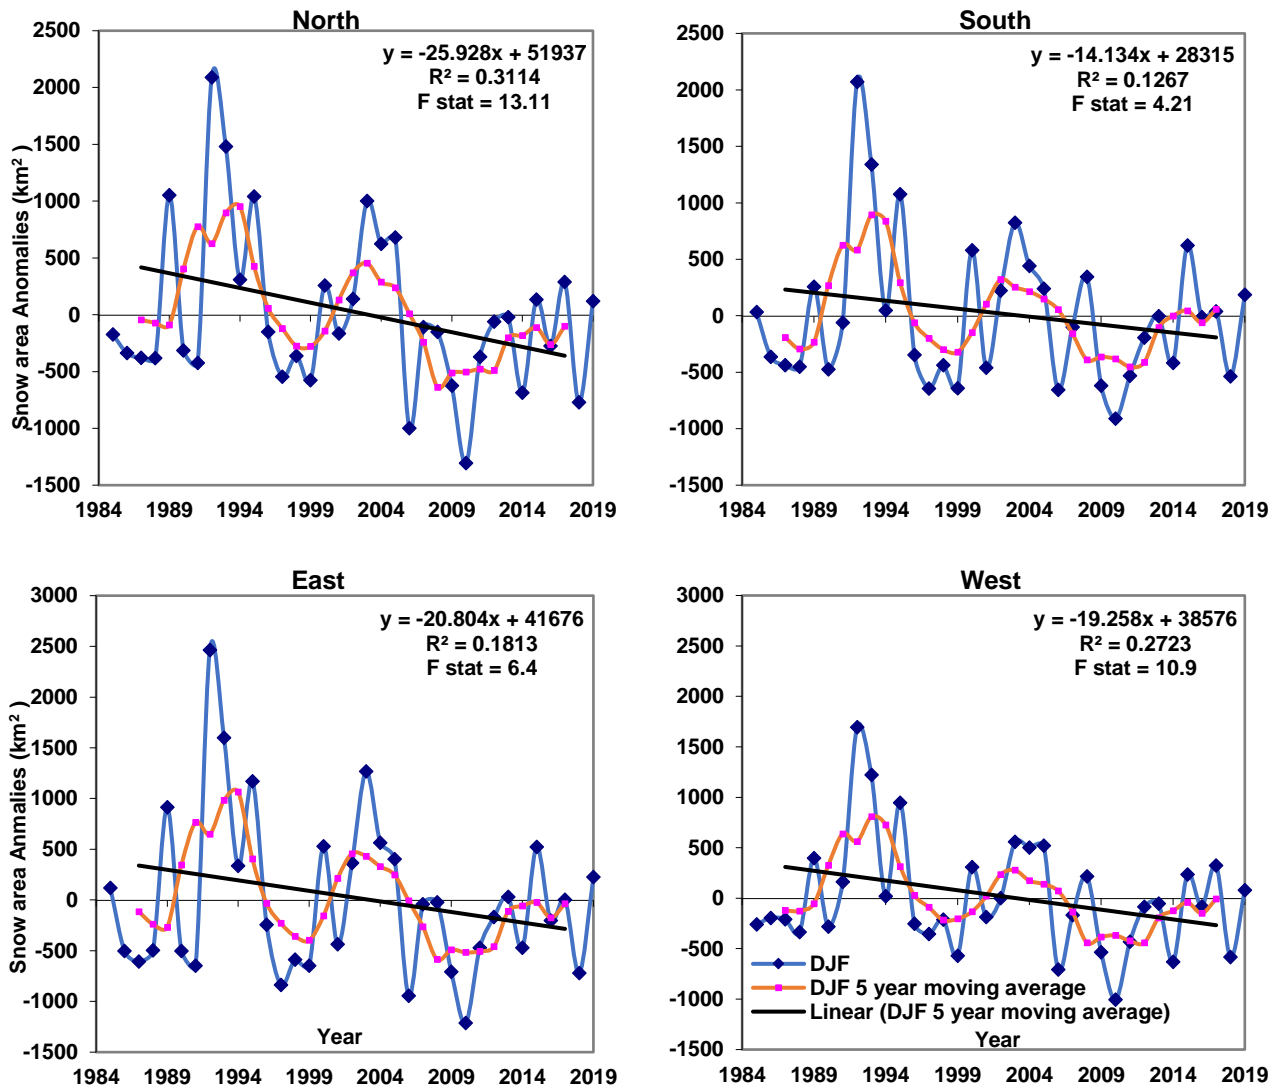 North
y = -25.928x + 51937
R² = 0.3114
F stat = 13.11
Snow area Anomalies (km²)
2500
2000
1500
1000
500
0
-500
-1000
-1500
1984 1989 1994 1999 2004 2009 2014 2019
South
y = -14.134x + 28315
R² = 0.1267
F stat = 4.21
2500
2000
1500
1000
500
0
-500
-1000
-1500
1984 1989 1994 1999 2004 2009 2014 2019
East
y = -20.804x + 41676
R² = 0.1813
F stat = 6.4
Snow area Anmalies (km²)
3000
2500
2000
1500
1000
500
0
-500
-1000
-1500
Year
1984 1989 1994 1999 2004 2009 2014 2019
West
y = -19.258x + 38576
R² = 0.2723
F stat = 10.9
3000
2500
2000
1500
1000
500
0
-500
-1000
-1500
DJF
DJF 5 year moving average
Linear (DJF 5 year moving average)
Year
1984 1989 1994 1999 2004 2009 2014 2019